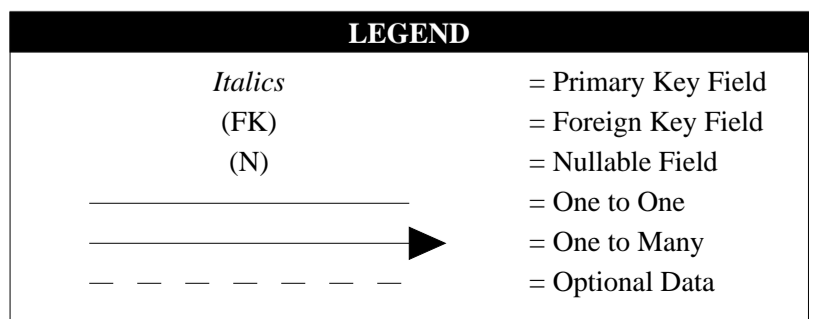 LEGEND
Italics = Primary Key Field
(FK) = Foreign Key Field
(N) = Nullable Field
= One to One
= One to Many
= Optional Data